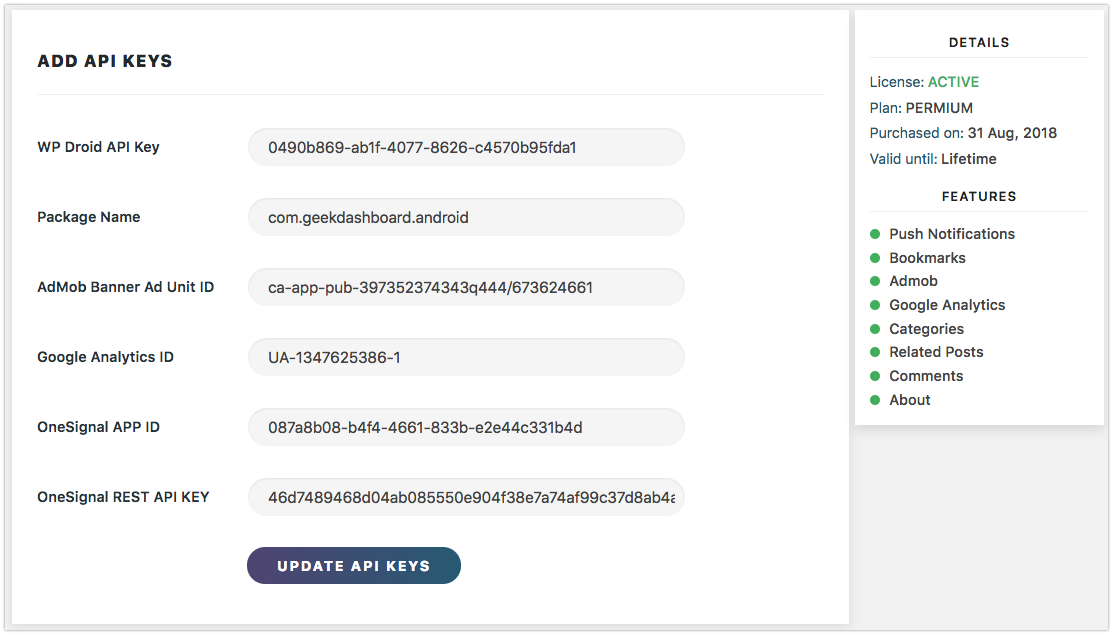 ADD API KEYS
WP Droid API Key
0490b869-ab1f-4077-8626-c4570b95fda1
Package Name
com.geekdashboard.android
AdMob Banner Ad Unit ID
ca-app-pub-397352374343q444/673624661
Google Analytics ID
UA-1347625386-1
OneSignal APP ID
087a8b08-b4f4-4661-833b-e2e44c331b4d
OneSignal REST API KEY
46d7489468d04ab085550e904f38e7a74af99c37d8ab4a
UPDATE API KEYS
DETAILS
License: ACTIVE
Plan: PERMIUM
Purchased on: 31 Aug, 2018
Valid until: Lifetime
FEATURES
Push Notifications
Bookmarks
Admob
Google Analytics
Categories
Related Posts
Comments
About